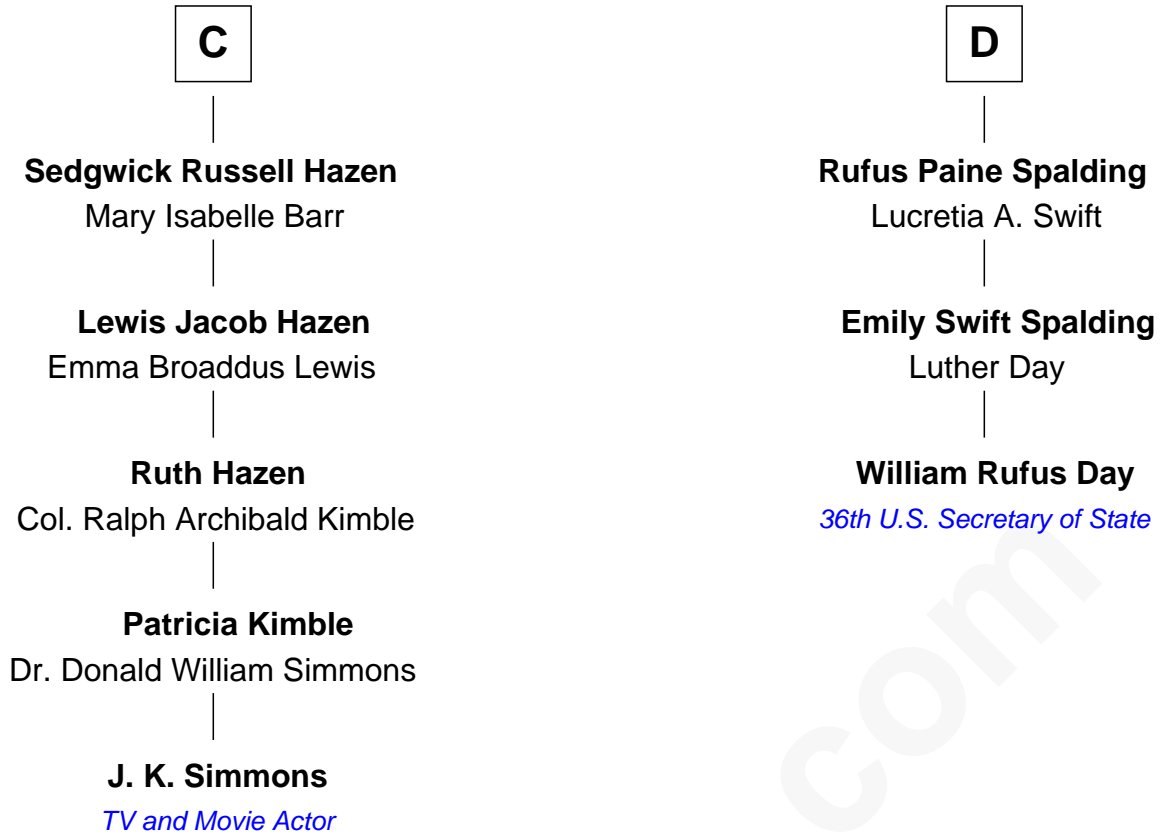 C
Sedgwick Russell Hazen
Mary Isabelle Barr
Lewis Jacob Hazen
Emma Broaddus Lewis
Ruth Hazen
Col. Ralph Archibald Kimble
Patricia Kimble
Dr. Donald William Simmons
J. K. Simmons
TV and Movie Actor
D
Rufus Paine Spalding
Lucretia A. Swift
Emily Swift Spalding
Luther Day
William Rufus Day
36th U.S. Secretary of State
com